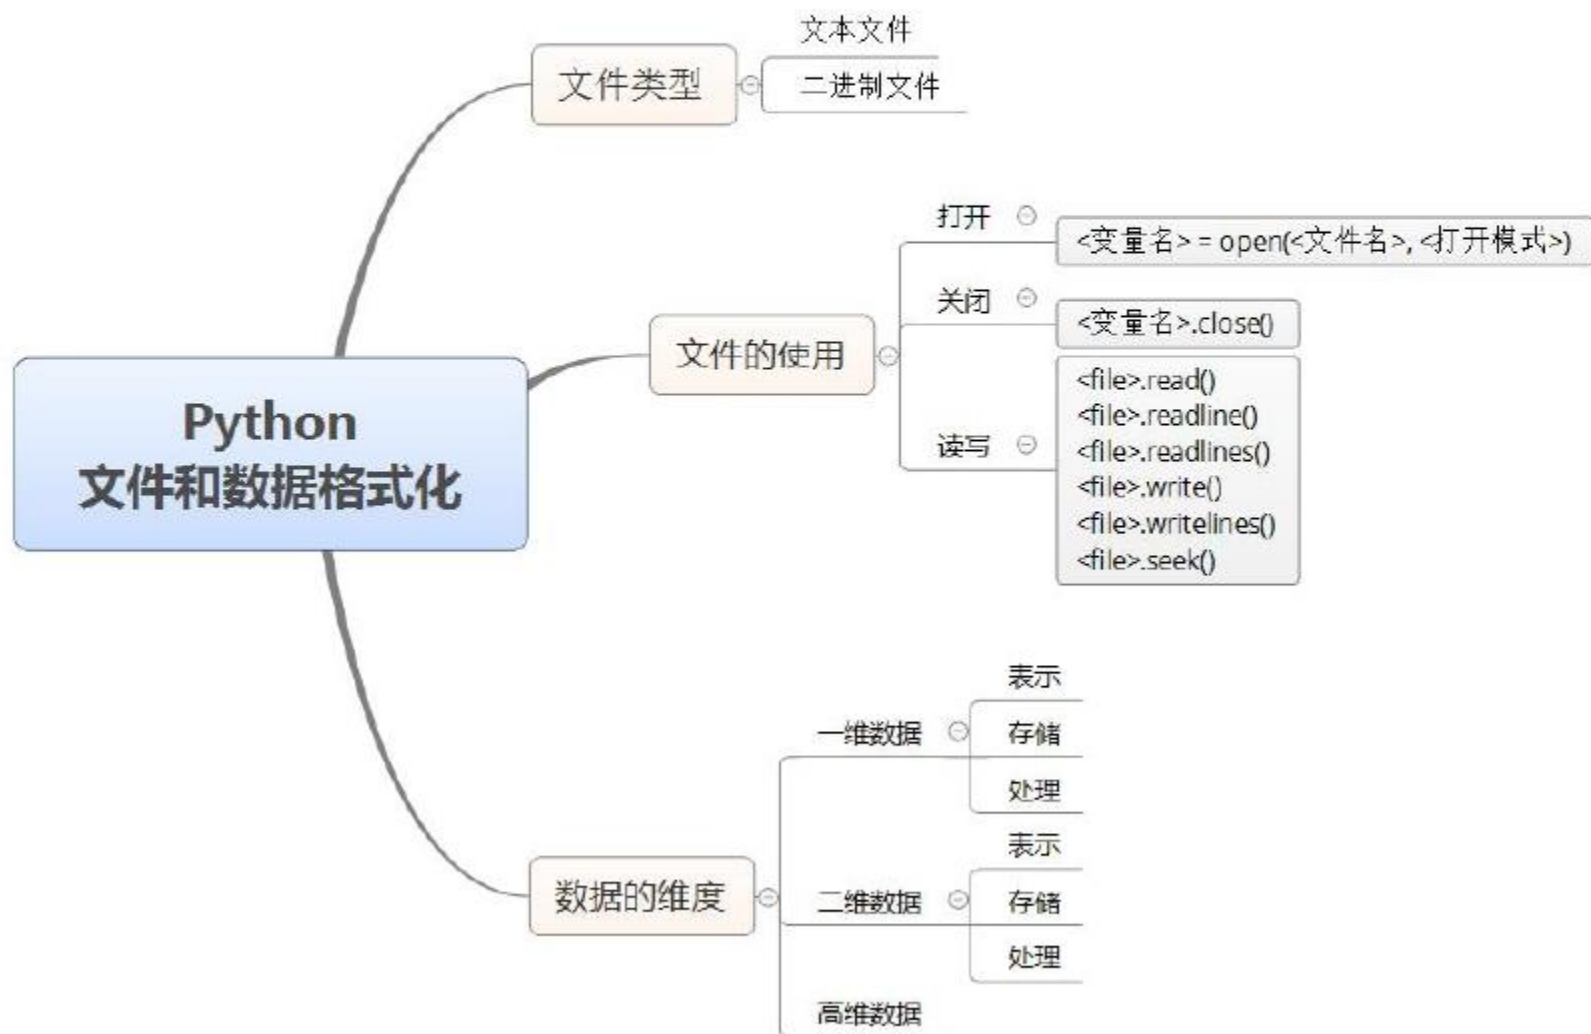 Python
文件和数据格式化
文件类型
文本文件
二进制文件
文件的使用
打开
<变量名> = open(<文件名>, <打开模式>)
关闭
<变量名>.close()
读写
<file>.read()
<file>.readline()
<file>.readlines()
<file>.write()
<file>.writelines()
<file>.seek()
数据的维度
一维数据
表示
存储
处理
二维数据
表示
存储
处理
高维数据